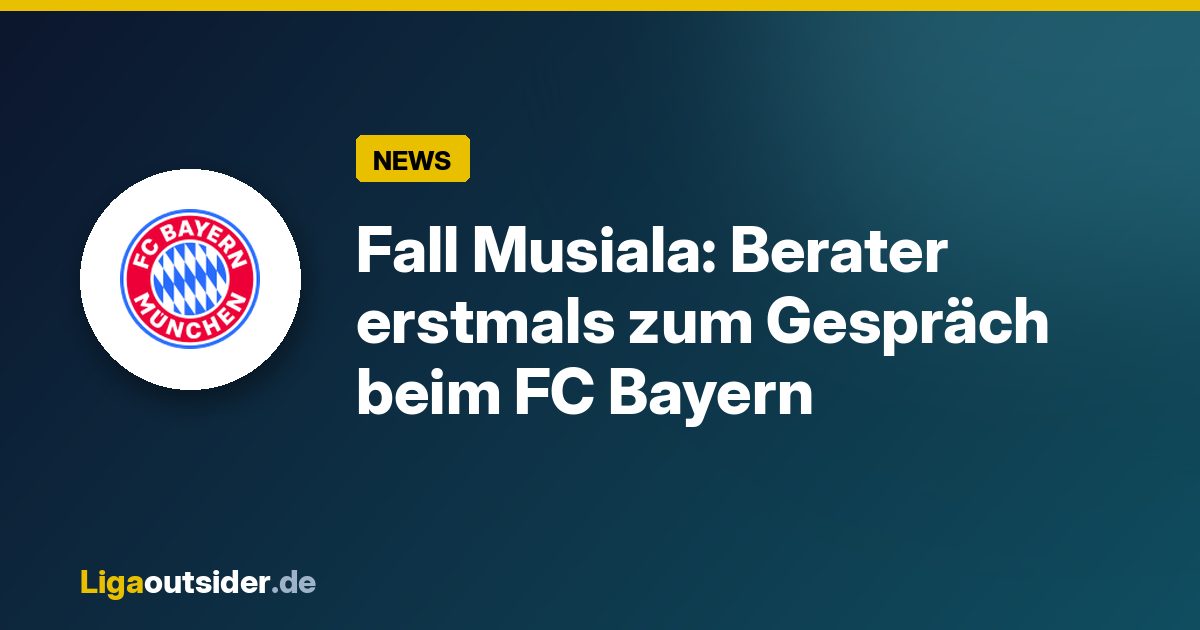 FC BAYERN
MÜNCHEN
NEWS
Fall Musiala: Berater
erstmals zum Gespräch
beim FC Bayern
Ligaoutsider.de